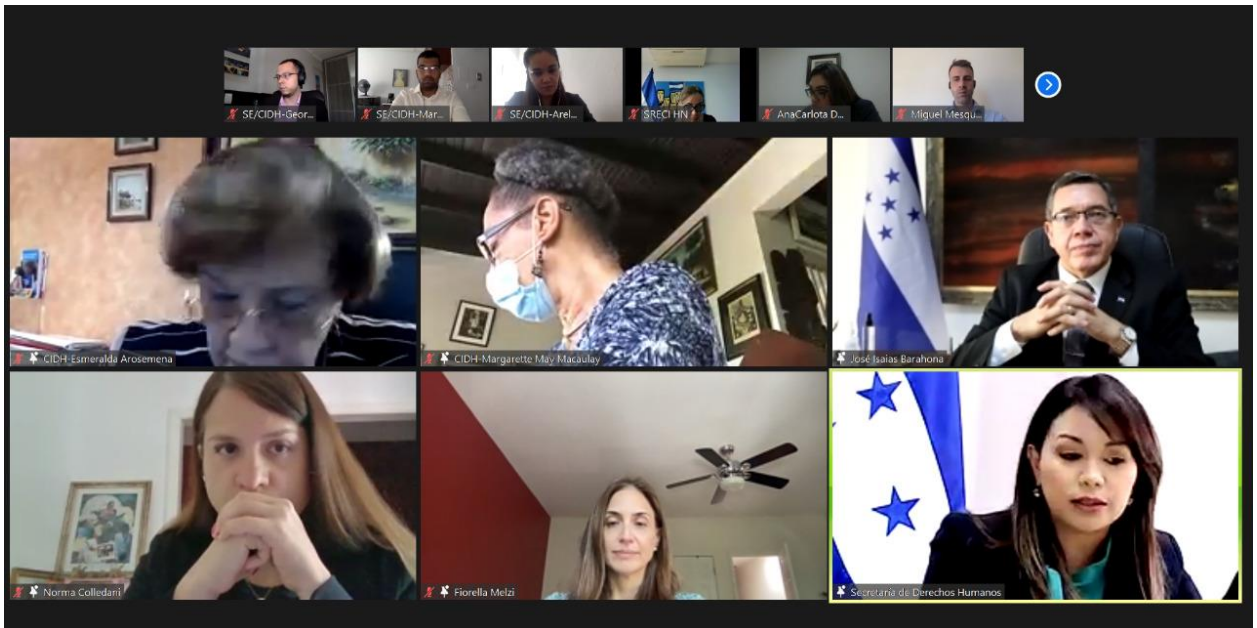 SE/CIDH-Geor...
SE/CIDH-Mar...
SE/CIDH-Arel...
SRECI HN
AnaCarlota D...
Miguel Mesqu...
CIDH-Esmeralda Arosemena
CIDH-Margarette May Macaulay
José Isaias Barahona
Norma Colledani
Fiorella Melzi
Secretaría de Derechos Humanos